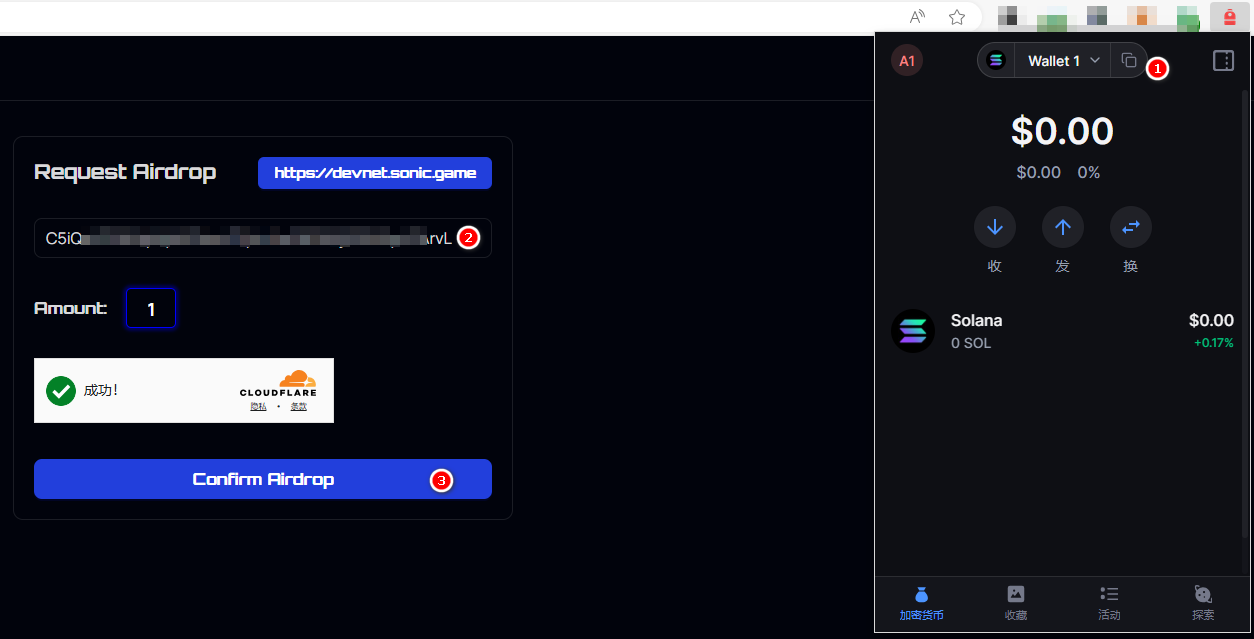 A1
Wallet 1
1
$0.00
$0.00 0%
收 发 换
Solana $0.00
0 SOL +0.17%
加密货币 收藏 活动 探索
Request Airdrop https://devnet.sonic.game
C5iQ rvL 2
Amount: 1
成功!
CLOUDFLARE
隐私 • 条款
Confirm Airdrop 3